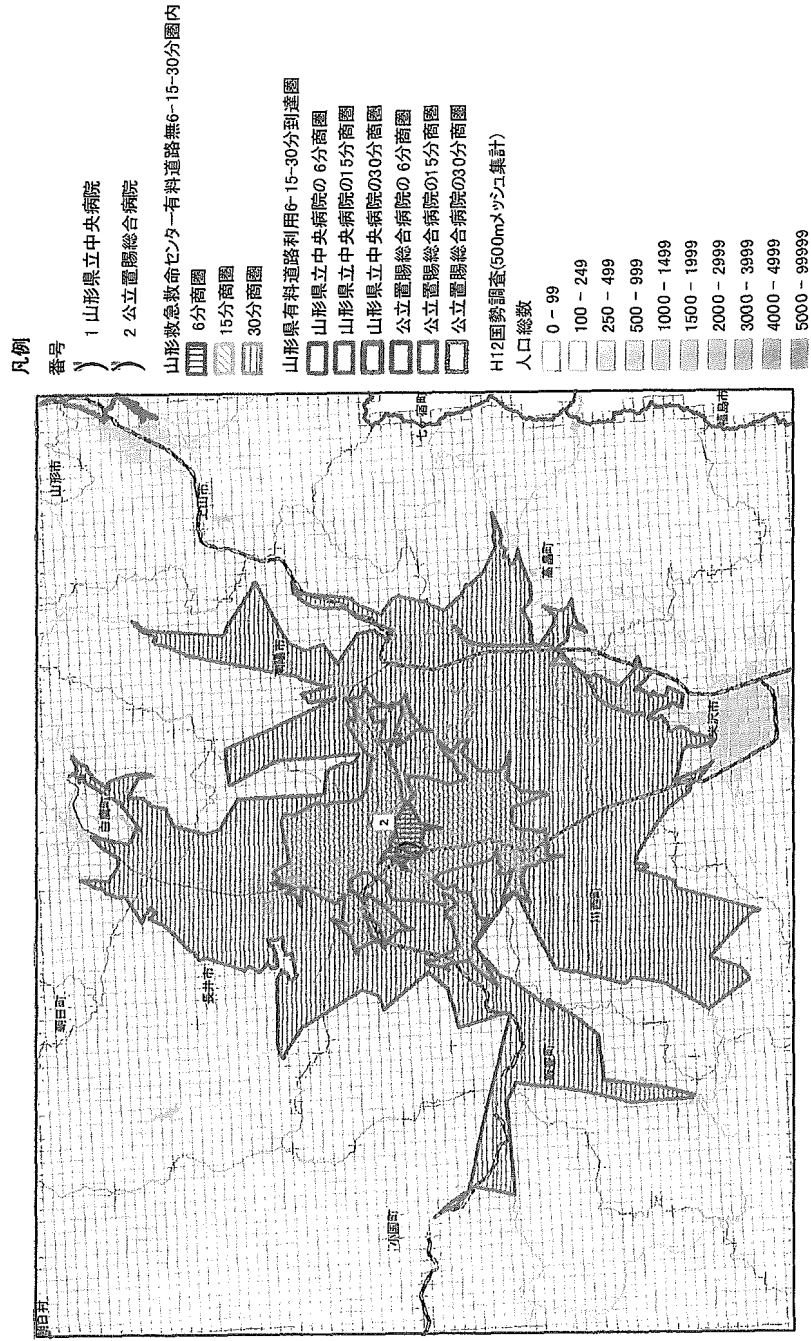 凡例
番号
1 山形県立中央病院
2 公立置賜総合病院
山形救急救命センター有料道路無6-15-30分圏内
6分商圏
15分商圏
30分商圏
山形県有料道路利用6-15-30分到達圏
山形県立中央病院の 6分商圏
山形県立中央病院の15分商圏
山形県立中央病院の30分商圏
公立置賜総合病院の 6分商圏
公立置賜総合病院の15分商圏
公立置賜総合病院の30分商圏
H12国勢調査(500mメッシュ集計)
人口総数
0 - 99
100 - 249
250 - 499
500 - 999
1000 - 1499
1500 - 1999
2000 - 2999
3000 - 3999
4000 - 4999
5000 - 99999
朝日村
朝日町
山形市
上山市
白鷹町
長井市
南陽市
七ヶ宿町
2
高畠町
小国町
飯豊町
川西町
米沢市
福島市